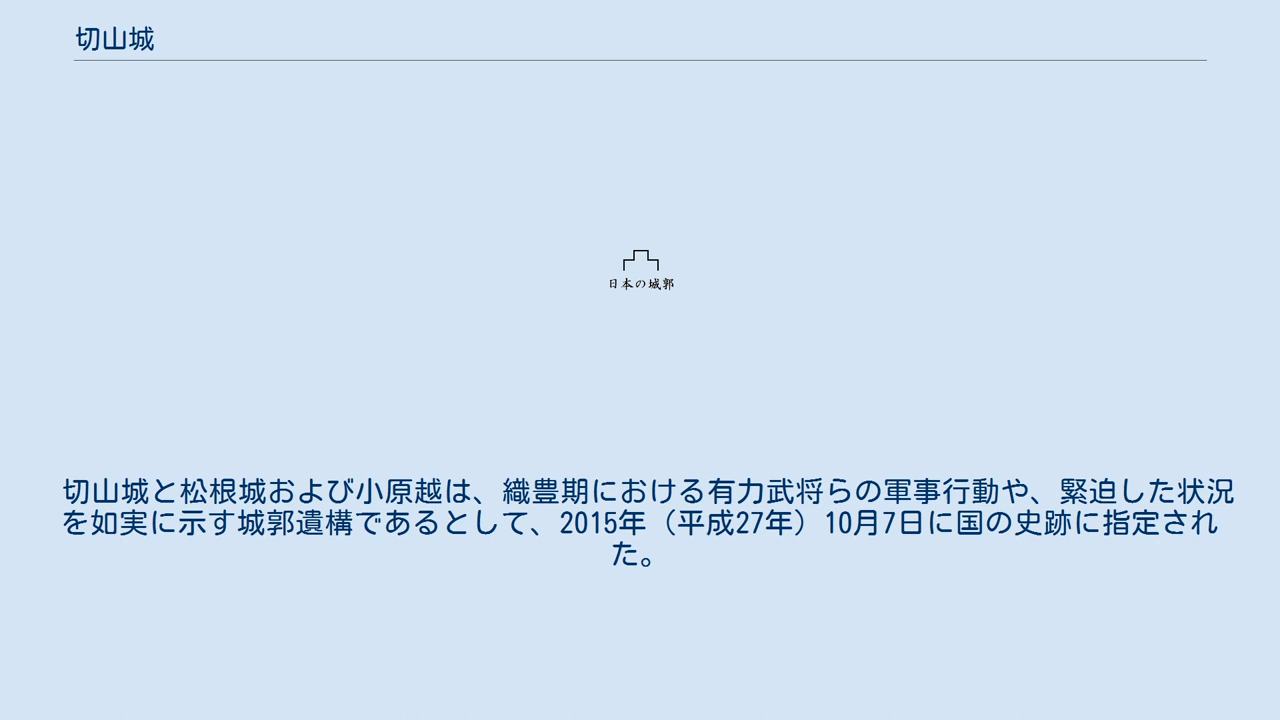 切山城
日本の城郭
切山城と松根城および小原越は、織豊期における有力武将らの軍事行動や、緊迫した状況
を如実に示す城郭遺構であるとして、2015年（平成27年）10月7日に国の史跡に指定され
た。